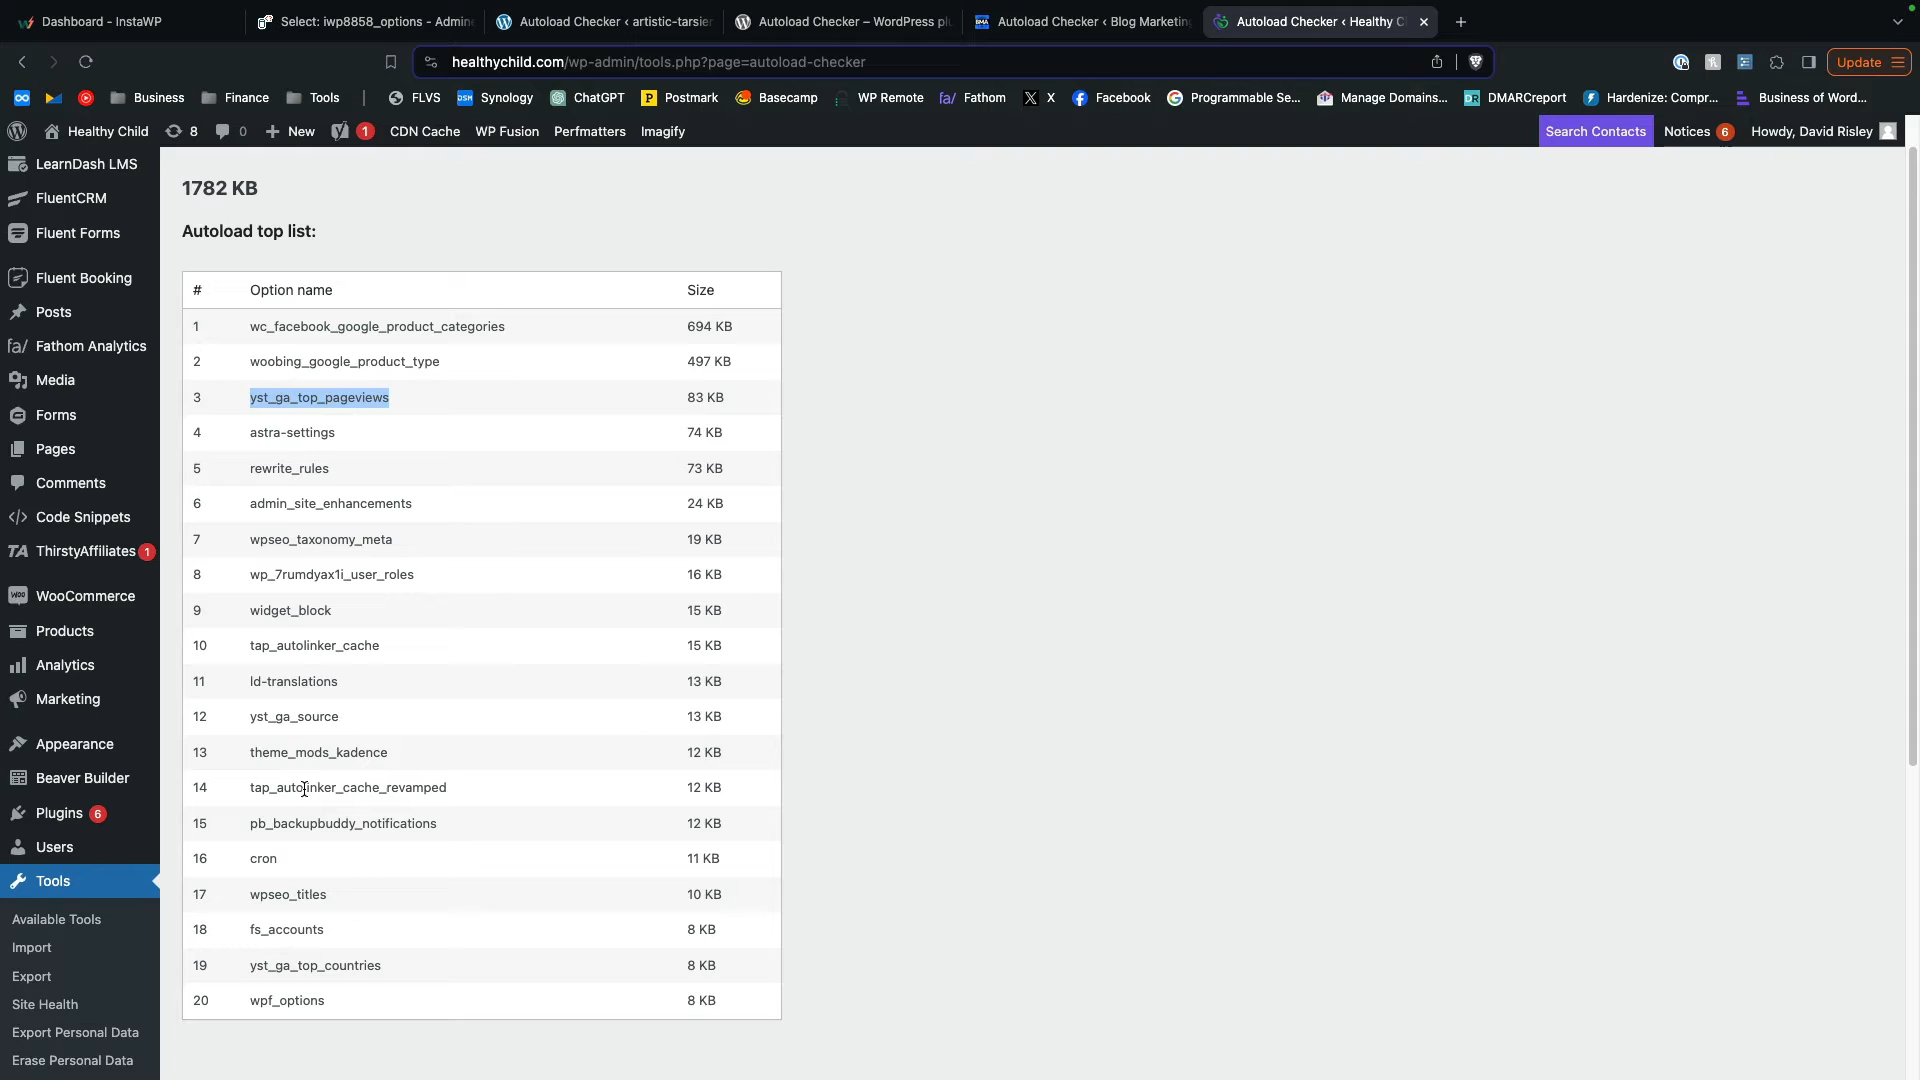 Dashboard - InstaWP
Select: iwp8858_options - Admine
Autoload Checker ‹ artistic-tarsier
Autoload Checker – WordPress plu
Autoload Checker ‹ Blog Marketing
Autoload Checker ‹ Healthy C
healthychild.com/wp-admin/tools.php?page=autoload-checker
Update
Business
Finance
Tools
FLVS
DSM Synology
ChatGPT
Postmark
Basecamp
WP Remote
fa/ Fathom
X
Facebook
Programmable Se...
Manage Domains...
DR DMARCreport
Hardenize: Compr...
Business of Word...
Healthy Child
8
0
New
1
CDN Cache
WP Fusion
Perfmatters
Imagify
Search Contacts
Notices 6
Howdy, David Risley
LearnDash LMS
FluentCRM
Fluent Forms
Fluent Booking
Posts
fa/ Fathom Analytics
Media
Forms
Pages
Comments
</> Code Snippets
TA ThirstyAffiliates 1
Woo WooCommerce
Products
Analytics
Marketing
Appearance
Beaver Builder
Plugins 6
Users
Tools
Available Tools
Import
Export
Site Health
Export Personal Data
Erase Personal Data
1782 KB
Autoload top list:
# Option name Size
1 wc_facebook_google_product_categories 694 KB
2 woobing_google_product_type 497 KB
3 yst_ga_top_pageviews 83 KB
4 astra-settings 74 KB
5 rewrite_rules 73 KB
6 admin_site_enhancements 24 KB
7 wpseo_taxonomy_meta 19 KB
8 wp_7rumdyax1i_user_roles 16 KB
9 widget_block 15 KB
10 tap_autolinker_cache 15 KB
11 ld-translations 13 KB
12 yst_ga_source 13 KB
13 theme_mods_kadence 12 KB
14 tap_autolinker_cache_revamped 12 KB
15 pb_backupbuddy_notifications 12 KB
16 cron 11 KB
17 wpseo_titles 10 KB
18 fs_accounts 8 KB
19 yst_ga_top_countries 8 KB
20 wpf_options 8 KB